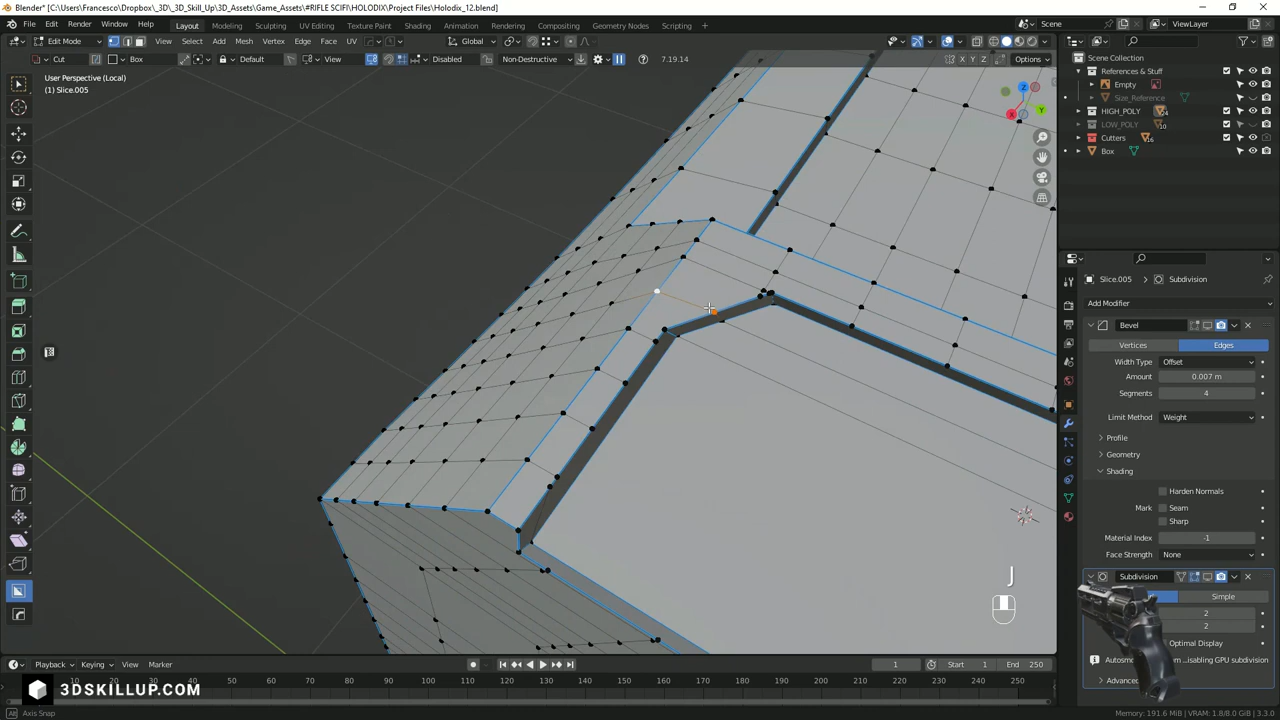 Blender* [C:\Users\Francesco\Dropbox\_3D\_3D_Skill_Up\3D_Assets\Game_Assets\#RIFLE SCIFI\HOLODIX\Project Files\Holodix_12.blend]
File Edit Render Window Help Layout Modeling Sculpting UV Editing Texture Paint Shading Animation Rendering Compositing Geometry Nodes Scripting Scene ViewLayer
Edit Mode View Select Add Mesh Vertex Edge Face UV Global
Cut Box Default View Disabled Non-Destructive 7.19.14 X Y Z Options
User Perspective (Local)
(1) Slice.005
Scene Collection
References & Stuff
Empty
Size_Reference
HIGH_POLY
LOW_POLY
Cutters
Box
Slice.005 Subdivision
Add Modifier
Bevel
Vertices Edges
Width Type Offset
Amount 0.007 m
Segments 4
Limit Method Weight
Profile
Geometry
Shading
Harden Normals
Mark Seam
Sharp
Material Index -1
Face Strength None
Subdivision
Simple
2
2
Optimal Display
Autosmo ...isabling GPU subdivision
Advanced
J
Playback Keying View Marker 1 Start 1 End 250
10 20 30 40 50 60 70 80 90 100 110 120 130 140 150 160 170 180 190 200 210 220 230 240 250
3DSKILLUP.COM
Axis Snap Memory: 191.6 MiB | VRAM: 1.8/8.0 GiB | 3.3.0